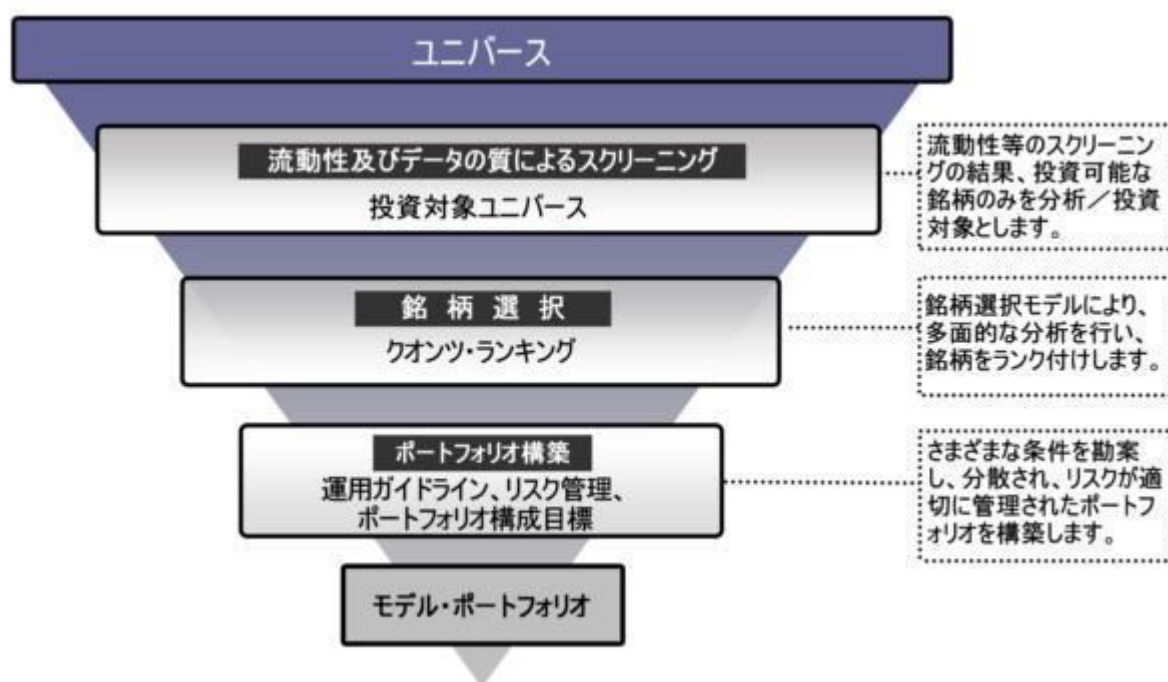 ユニバース
流動性及びデータの質によるスクリーニング
投資対象ユニバース
流動性等のスクリーニン
グの結果、投資可能な
銘柄のみを分析／投資
対象とします。
銘 柄 選 択
クオンツ・ランキング
銘柄選択モデルにより、
多面的な分析を行い、
銘柄をランク付けします。
ポートフォリオ構築
運用ガイドライン、リスク管理、
ポートフォリオ構成目標
さまざまな条件を勘案
し、分散され、リスクが適
切に管理されたポートフ
ォリオを構築します。
モデル・ポートフォリオ